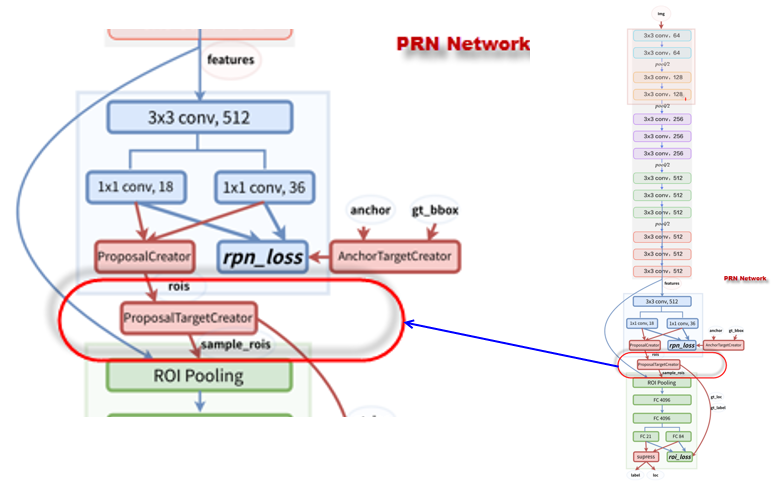 PRN Network
features
3x3 conv, 512
1x1 conv, 18
1x1 conv, 36
anchor
gt_bbox
ProposalCreator
rpn_loss
AnchorTargetCreator
rois
ProposalTargetCreator
sample_rois
ROI Pooling
img
3x3 conv. 64
3x3 conv. 64
pool/2
3x3 conv. 128
3x3 conv. 128
pool/2
3x3 conv. 256
3x3 conv. 256
3x3 conv. 256
pool/2
3x3 conv. 512
3x3 conv. 512
3x3 conv. 512
pool/2
3x3 conv. 512
3x3 conv. 512
3x3 conv. 512
PRN Network
features
3x3 conv, 512
1x1 conv, 18
1x1 conv, 36
anchor
gt_bbox
ProposalCreator
rpn_loss
AnchorTargetCreator
rois
ProposalTargetCreator
sample_rois
ROI Pooling
gt_loc
FC 4096
gt_label
FC 4096
FC 21
FC 84
supress
roi_loss
label
loc